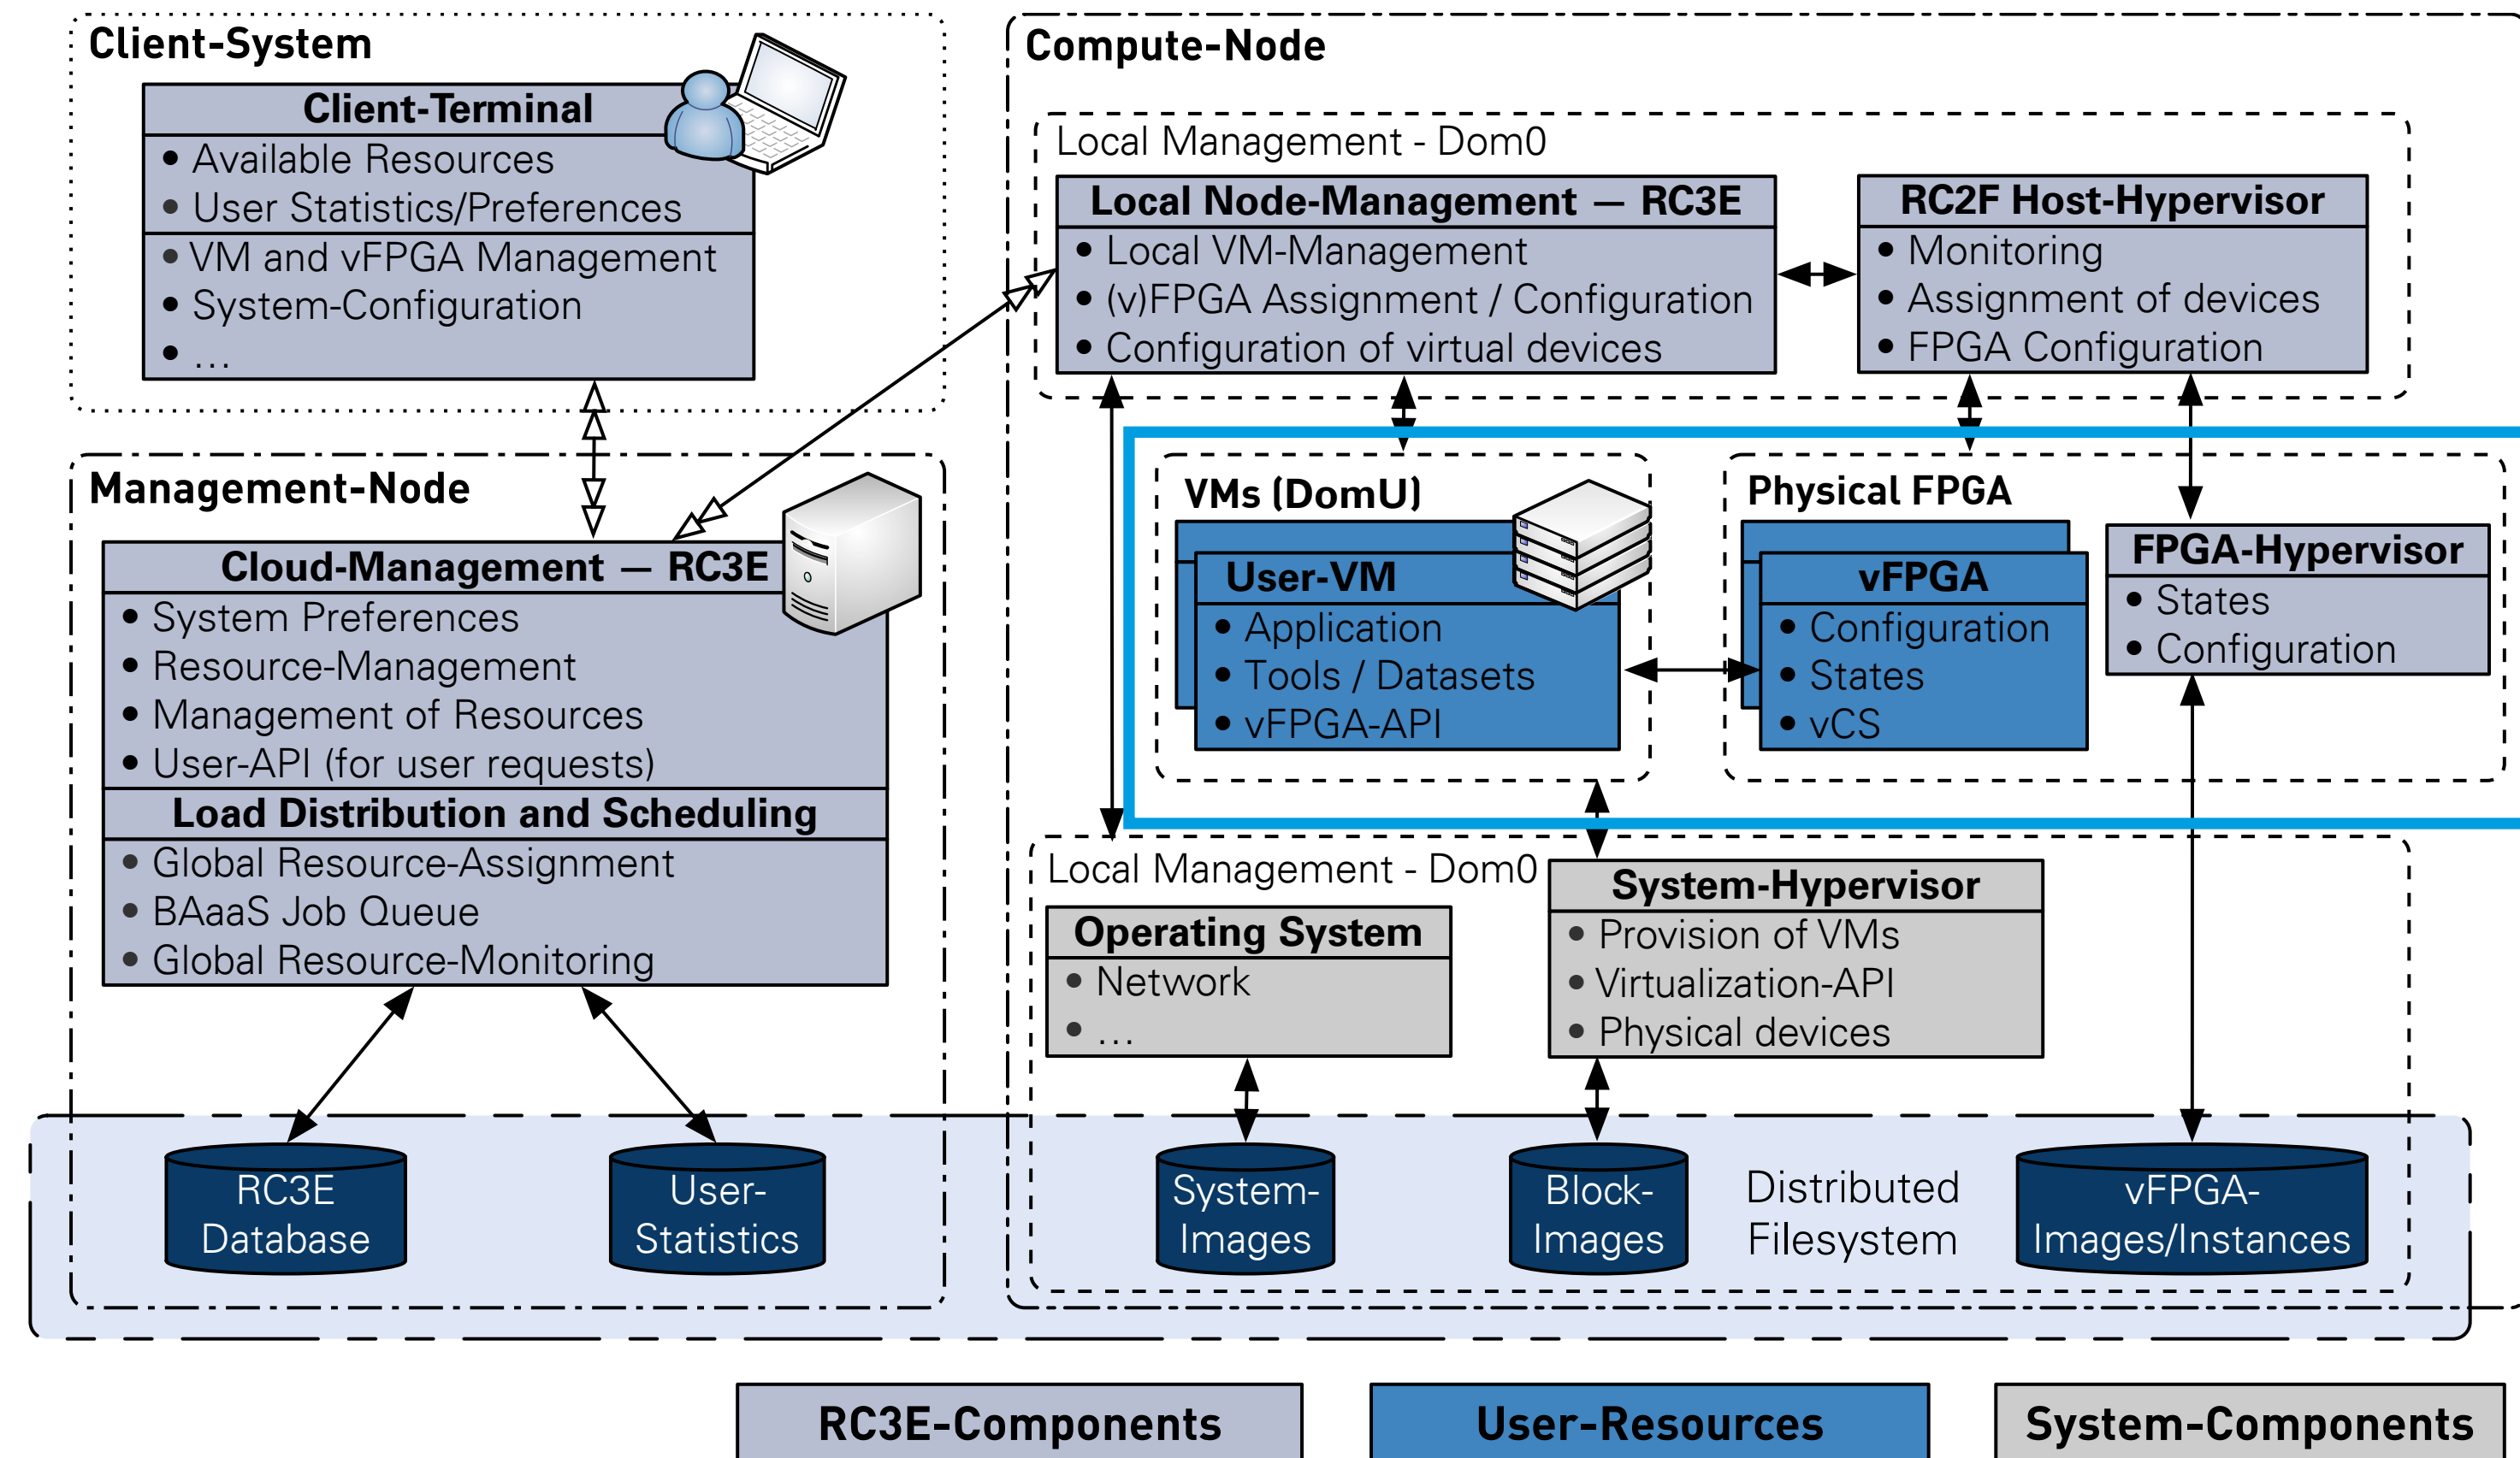 Client-System
Client-Terminal
• Available Resources
• User Statistics/Preferences
• VM and vFPGA Management
• System-Configuration
• ...
Management-Node
Cloud-Management — RC3E
• System Preferences
• Resource-Management
• Management of Resources
• User-API (for user requests)
Load Distribution and Scheduling
• Global Resource-Assignment
• BAaaS Job Queue
• Global Resource-Monitoring
RC3E
Database
User-
Statistics
Compute-Node
Local Management - Dom0
Local Node-Management — RC3E
• Local VM-Management
• (v)FPGA Assignment / Configuration
• Configuration of virtual devices
RC2F Host-Hypervisor
• Monitoring
• Assignment of devices
• FPGA Configuration
VMs (DomU)
User-VM
• Application
• Tools / Datasets
• vFPGA-API
Physical FPGA
vFPGA
• Configuration
• States
• vCS
FPGA-Hypervisor
• States
• Configuration
Local Management - Dom0
Operating System
• Network
• ...
System-Hypervisor
• Provision of VMs
• Virtualization-API
• Physical devices
System-
Images
Block-
Images
Distributed
Filesystem
vFPGA-
Images/Instances
RC3E-Components
User-Resources
System-Components